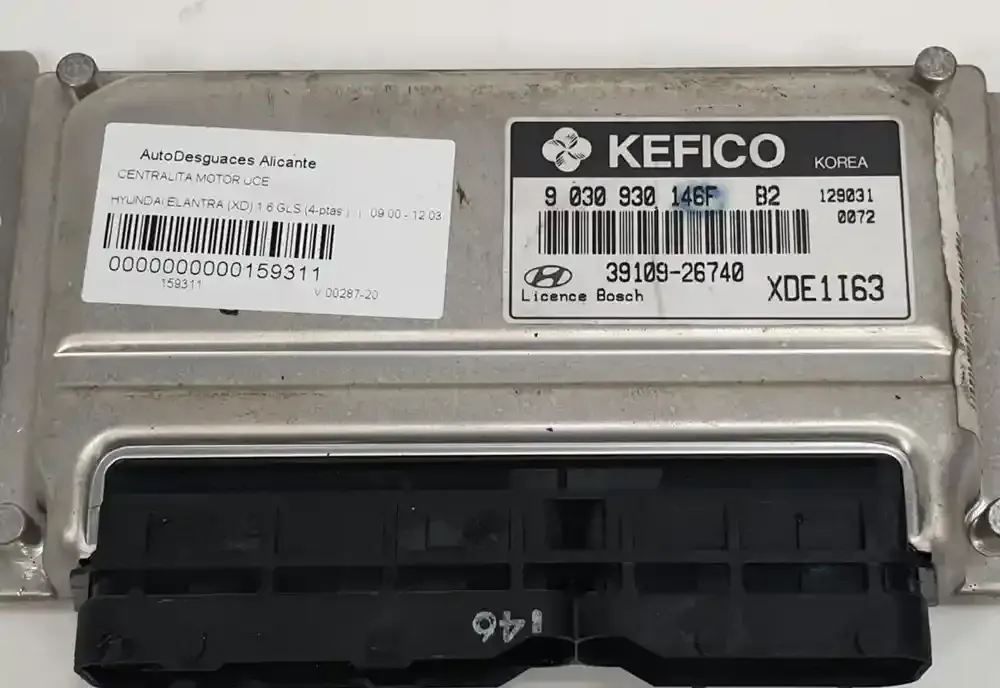 AutoDesguaces Alicante
CENTRALITA MOTOR UCE
HYUNDAI ELANTRA (XD) 1.6 GLS (4-ptas.) | 09.00 - 12.03
0000000000159311
159311
V 00287-20
KEFICO
KOREA
9 030 930 146F B2
129031
0072
39109-26740
Licence Bosch
XDE1I63
146